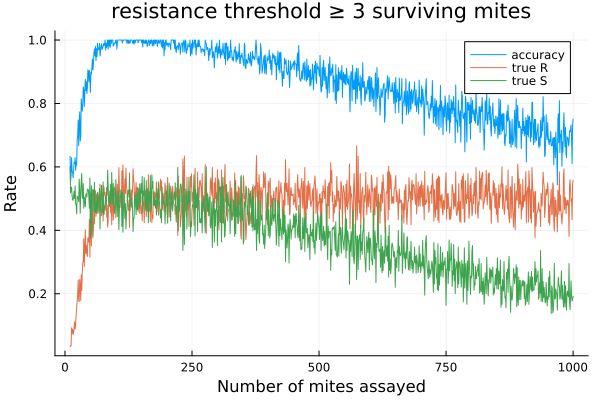 resistance threshold ≥ 3 surviving mites
1.0
0.8
0.6
0.4
0.2
Rate
accuracy
true R
true S
0 250 500 750 1000
Number of mites assayed